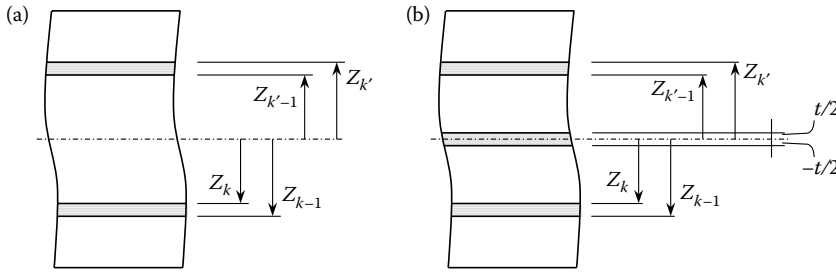 (a)
Z_{k'}
Z_{k'-1}
Z_k
Z_{k-1}
(b)
Z_{k'}
Z_{k'-1}
t/2
Z_k
Z_{k-1}
-t/2